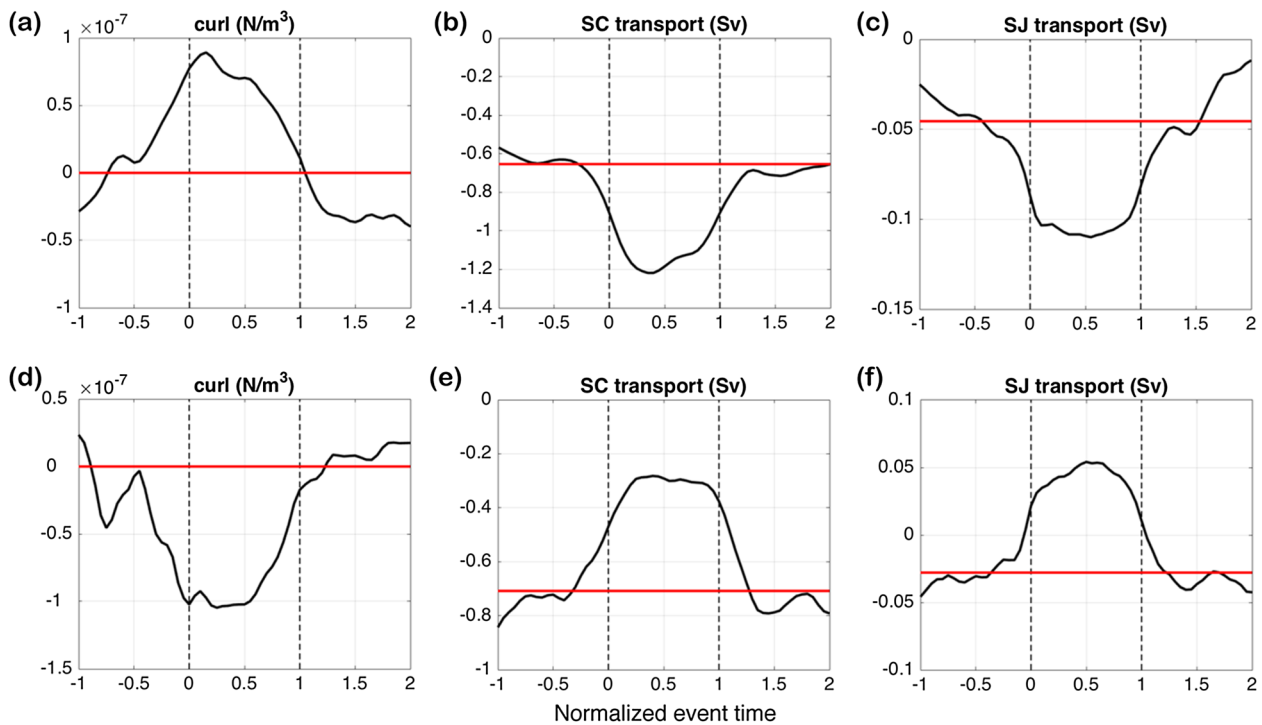 (a) curl (N/m³)
×10⁻⁷
1
0.5
0
-0.5
-1
-1 -0.5 0 0.5 1 1.5 2
(b) SC transport (Sv)
0
-0.2
-0.4
-0.6
-0.8
-1
-1.2
-1.4
-1 -0.5 0 0.5 1 1.5 2
(c) SJ transport (Sv)
0
-0.05
-0.1
-0.15
-1 -0.5 0 0.5 1 1.5 2
(d) curl (N/m³)
×10⁻⁷
0.5
0
-0.5
-1
-1.5
-1 -0.5 0 0.5 1 1.5 2
(e) SC transport (Sv)
0
-0.2
-0.4
-0.6
-0.8
-1
-1 -0.5 0 0.5 1 1.5 2
(f) SJ transport (Sv)
0.1
0.05
0
-0.05
-0.1
-1 -0.5 0 0.5 1 1.5 2
Normalized event time